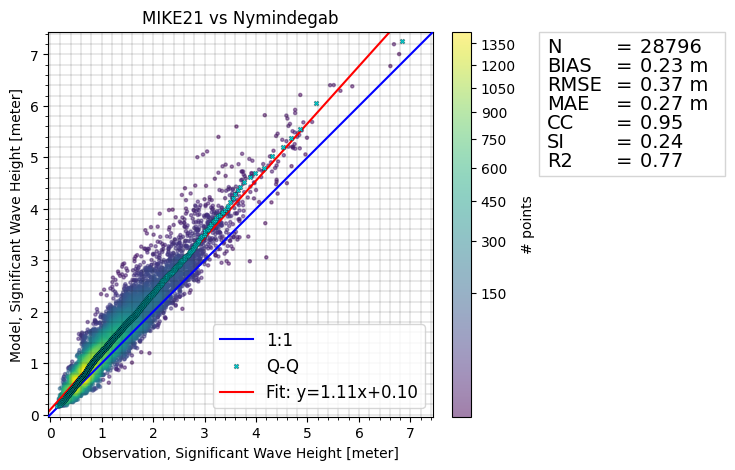 MIKE21 vs Nymindegab
Model, Significant Wave Height [meter]
7
6
5
4
3
2
1
0
0 1 2 3 4 5 6 7
Observation, Significant Wave Height [meter]
1:1
Q-Q
Fit: y=1.11x+0.10
1350
1200
1050
900
750
600
450
300
150
# points
N = 28796
BIAS = 0.23 m
RMSE = 0.37 m
MAE = 0.27 m
CC = 0.95
SI = 0.24
R2 = 0.77